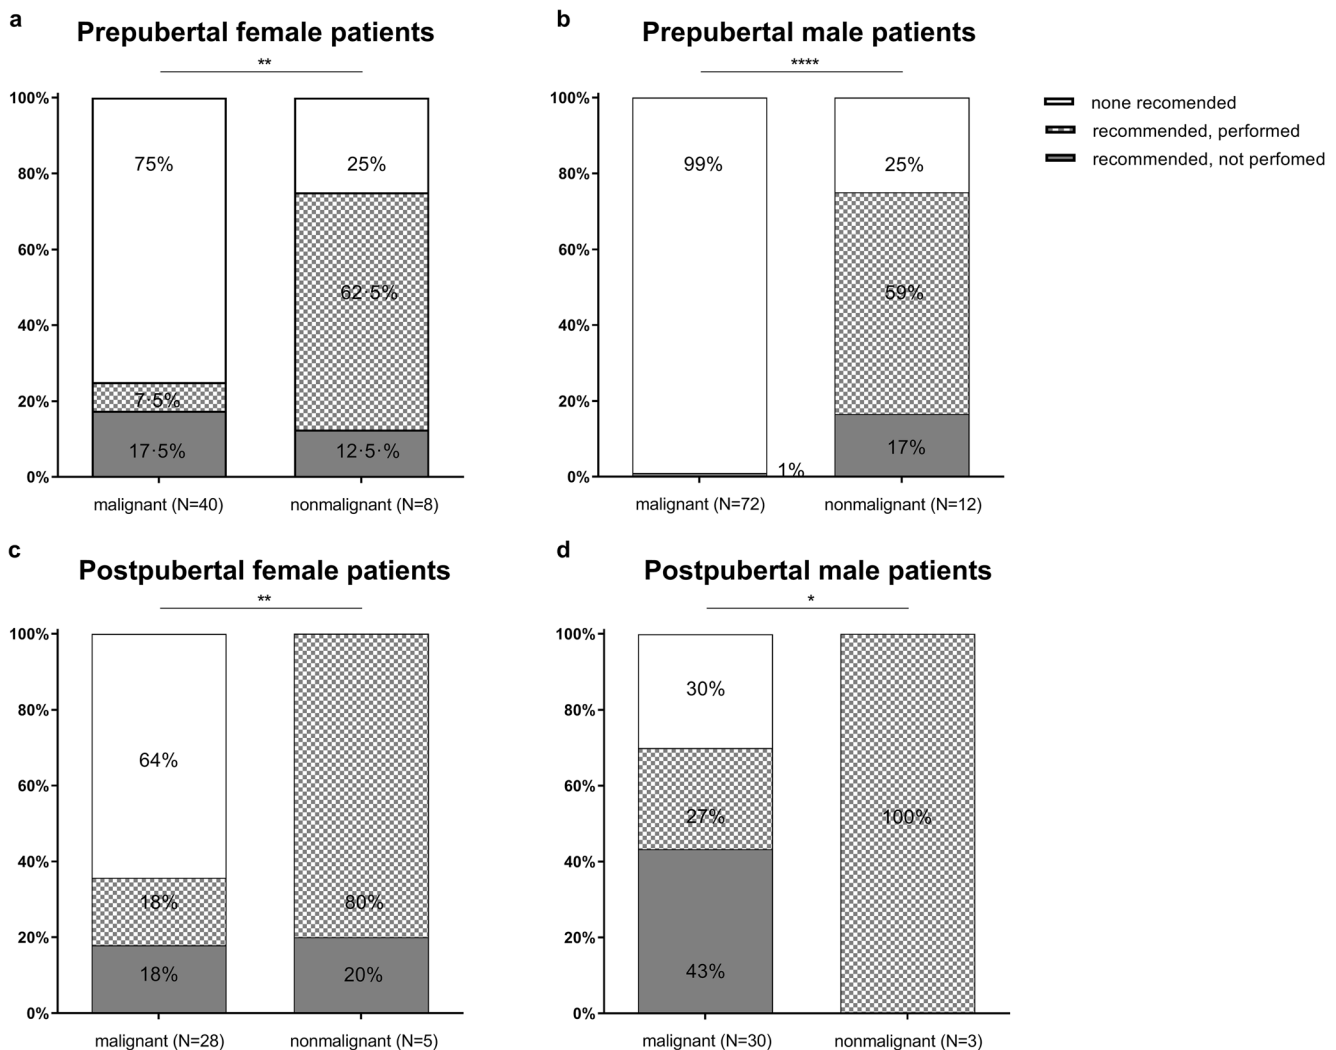 a
Prepubertal female patients
**
100%
80%
60%
40%
20%
0%
75%
7·5%
17·5%
25%
62·5%
12·5·%
malignant (N=40)
nonmalignant (N=8)
b
Prepubertal male patients
****
100%
80%
60%
40%
20%
0%
99%
1%
25%
59%
17%
malignant (N=72)
nonmalignant (N=12)
none recomended
recommended, performed
recommended, not perfomed
c
Postpubertal female patients
**
100%
80%
60%
40%
20%
0%
64%
18%
18%
80%
20%
malignant (N=28)
nonmalignant (N=5)
d
Postpubertal male patients
*
100%
80%
60%
40%
20%
0%
30%
27%
43%
100%
malignant (N=30)
nonmalignant (N=3)